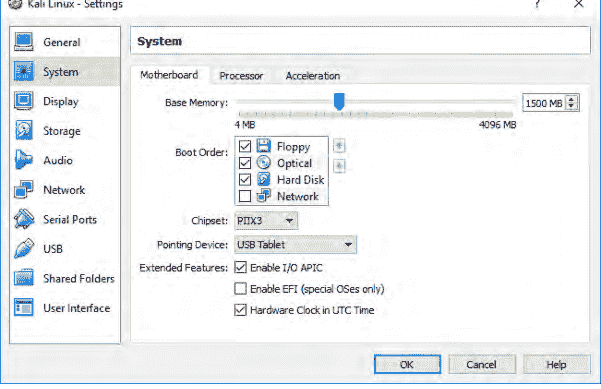 Kali Linux - Settings ? ×
General
System
Display
Storage
Audio
Network
Serial Ports
USB
Shared Folders
User Interface
System
Motherboard Processor Acceleration
Base Memory: 1500 MB
4 MB 4096 MB
Boot Order: Floppy
Optical
Hard Disk
Network
Chipset: PIIX3
Pointing Device: USB Tablet
Extended Features: Enable I/O APIC
Enable EFI (special OSes only)
Hardware Clock in UTC Time
OK Cancel Help